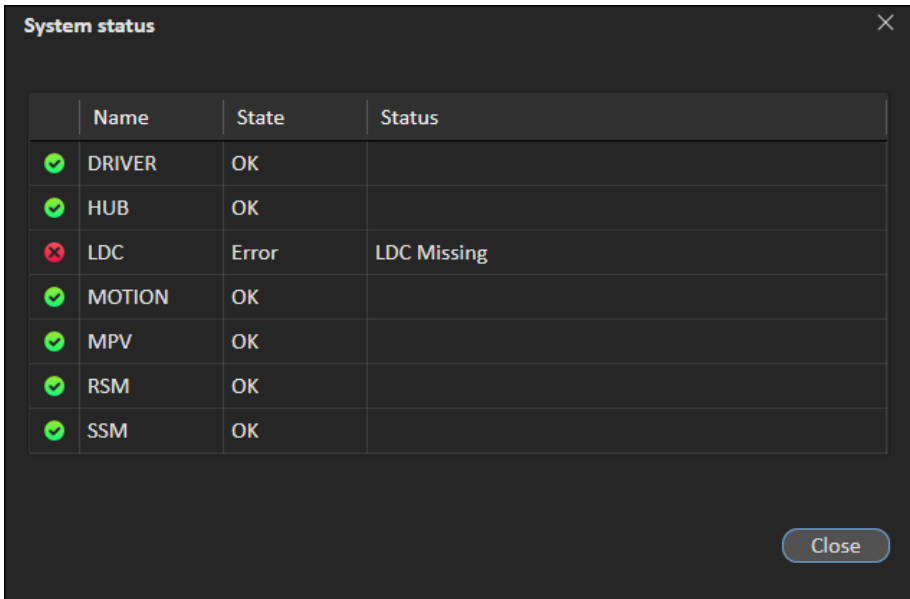 System status
Name State Status
DRIVER OK
HUB OK
LDC Error LDC Missing
MOTION OK
MPV OK
RSM OK
SSM OK
Close